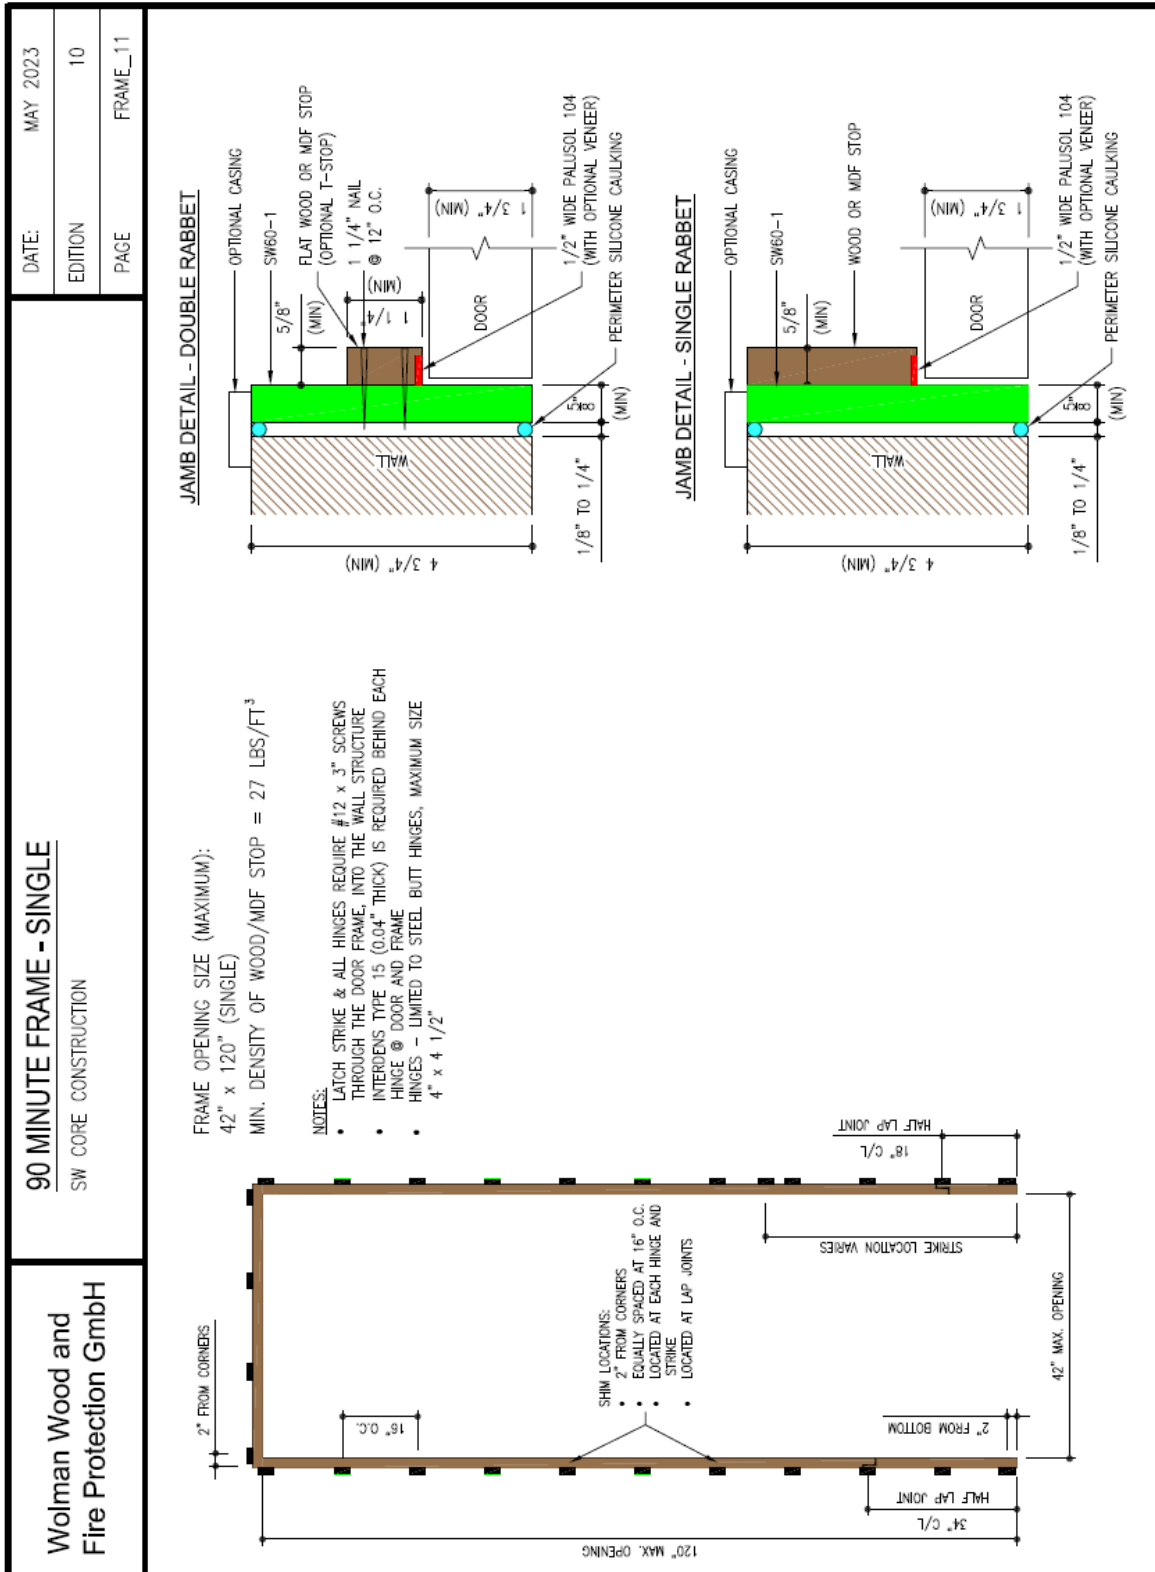 Wolman Wood and
Fire Protection GmbH
90 MINUTE FRAME - SINGLE
SW CORE CONSTRUCTION
DATE: MAY 2023
EDITION 10
PAGE FRAME_11
FRAME OPENING SIZE (MAXIMUM):
42" x 120" (SINGLE)
MIN. DENSITY OF WOOD/MDF STOP = 27 LBS/FT³
NOTES:
• LATCH STRIKE & ALL HINGES REQUIRE #12 x 3" SCREWS
THROUGH THE DOOR FRAME, INTO THE WALL STRUCTURE
• INTERDENS TYPE 15 (0.04" THICK) IS REQUIRED BEHIND EACH
HINGE @ DOOR AND FRAME
• HINGES – LIMITED TO STEEL BUTT HINGES, MAXIMUM SIZE
4" x 4 1/2"
2" FROM CORNERS
16" O.C.
SHIM LOCATIONS:
• 2" FROM CORNERS
• EQUALLY SPACED AT 16" O.C.
• LOCATED AT EACH HINGE AND
STRIKE
• LOCATED AT LAP JOINTS
120" MAX. OPENING
34" C/L
HALF LAP JOINT
2" FROM BOTTOM
42" MAX. OPENING
STRIKE LOCATION VARIES
18" C/L
HALF LAP JOINT
JAMB DETAIL - DOUBLE RABBET
OPTIONAL CASING
SW60-1
5/8"
(MIN)
FLAT WOOD OR MDF STOP
(OPTIONAL T-STOP)
1 1/4" NAIL
@ 12" O.C.
1 1/4"
(MIN)
1 3/4" (MIN)
DOOR
WALL
4 3/4" (MIN)
1/2" WIDE PALUSOL 104
(WITH OPTIONAL VENEER)
PERIMETER SILICONE CAULKING
5/8"
(MIN)
1/8" TO 1/4"
JAMB DETAIL - SINGLE RABBET
OPTIONAL CASING
SW60-1
5/8"
(MIN)
WOOD OR MDF STOP
1 3/4" (MIN)
DOOR
WALL
4 3/4" (MIN)
1/2" WIDE PALUSOL 104
(WITH OPTIONAL VENEER)
PERIMETER SILICONE CAULKING
5/8"
(MIN)
1/8" TO 1/4"